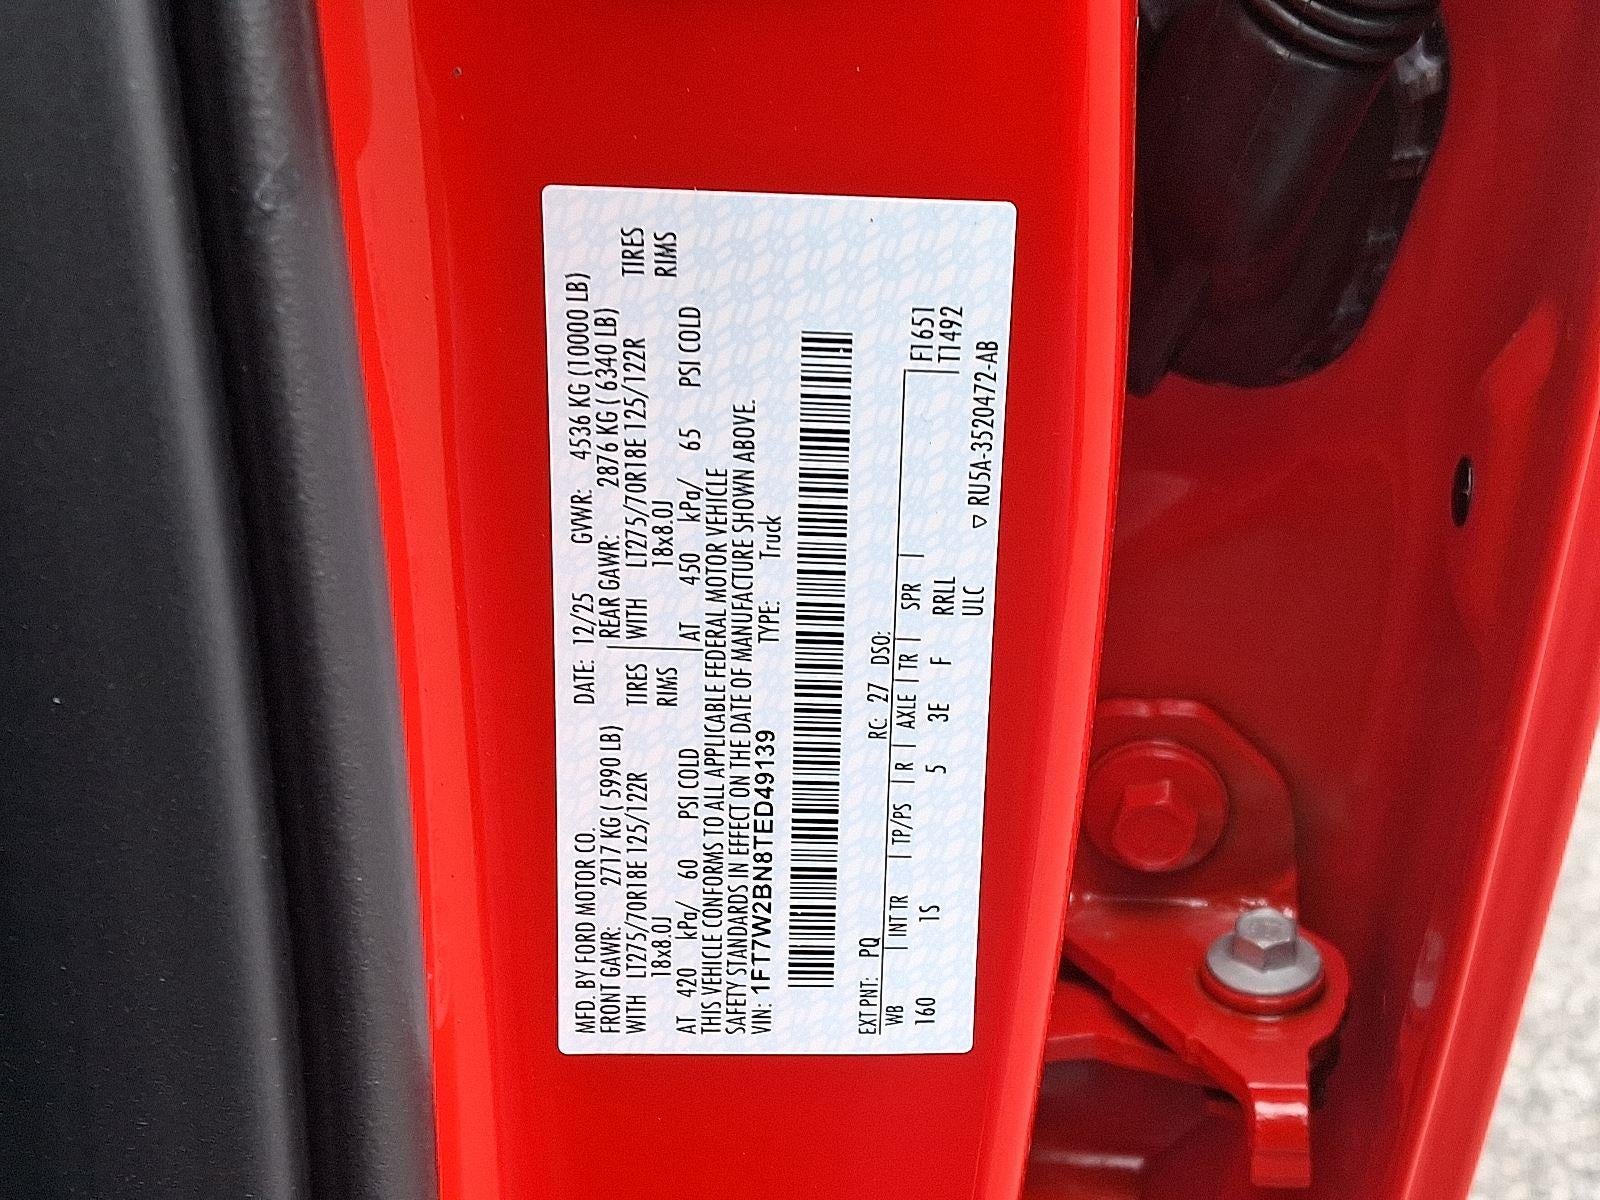 MFD. BY FORD MOTOR CO. DATE: 12/25 GVWR: 4536 KG (10000 LB)
FRONT GAWR: 2717 KG ( 5990 LB) REAR GAWR: 2876 KG ( 6340 LB)
WITH LT275/70R18E 125/122R TIRES WITH LT275/70R18E 125/122R TIRES
18x8.0J RIMS 18x8.0J RIMS
AT 420 kPa/ 60 PSI COLD AT 450 kPa/ 65 PSI COLD
THIS VEHICLE CONFORMS TO ALL APPLICABLE FEDERAL MOTOR VEHICLE
SAFETY STANDARDS IN EFFECT ON THE DATE OF MANUFACTURE SHOWN ABOVE.
VIN: 1FT7W2BN8TED49139 TYPE: Truck
EXT PNT: PQ RC: 27 DSO:
WB INT TR TP/PS R AXLE TR SPR F1651
160 1S 5 3E F RRLL T1492
ULC ▽ RU5A-3520472-AB